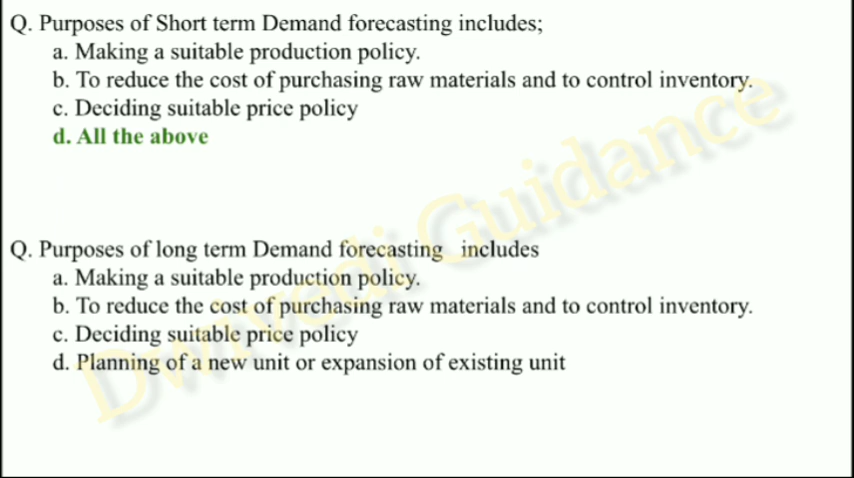 Q. Purposes of Short term Demand forecasting includes;
a. Making a suitable production policy.
b. To reduce the cost of purchasing raw materials and to control inventory.
c. Deciding suitable price policy
d. All the above
Q. Purposes of long term Demand forecasting includes
a. Making a suitable production policy.
b. To reduce the cost of purchasing raw materials and to control inventory.
c. Deciding suitable price policy
d. Planning of a new unit or expansion of existing unit
Dwivedi Guidance